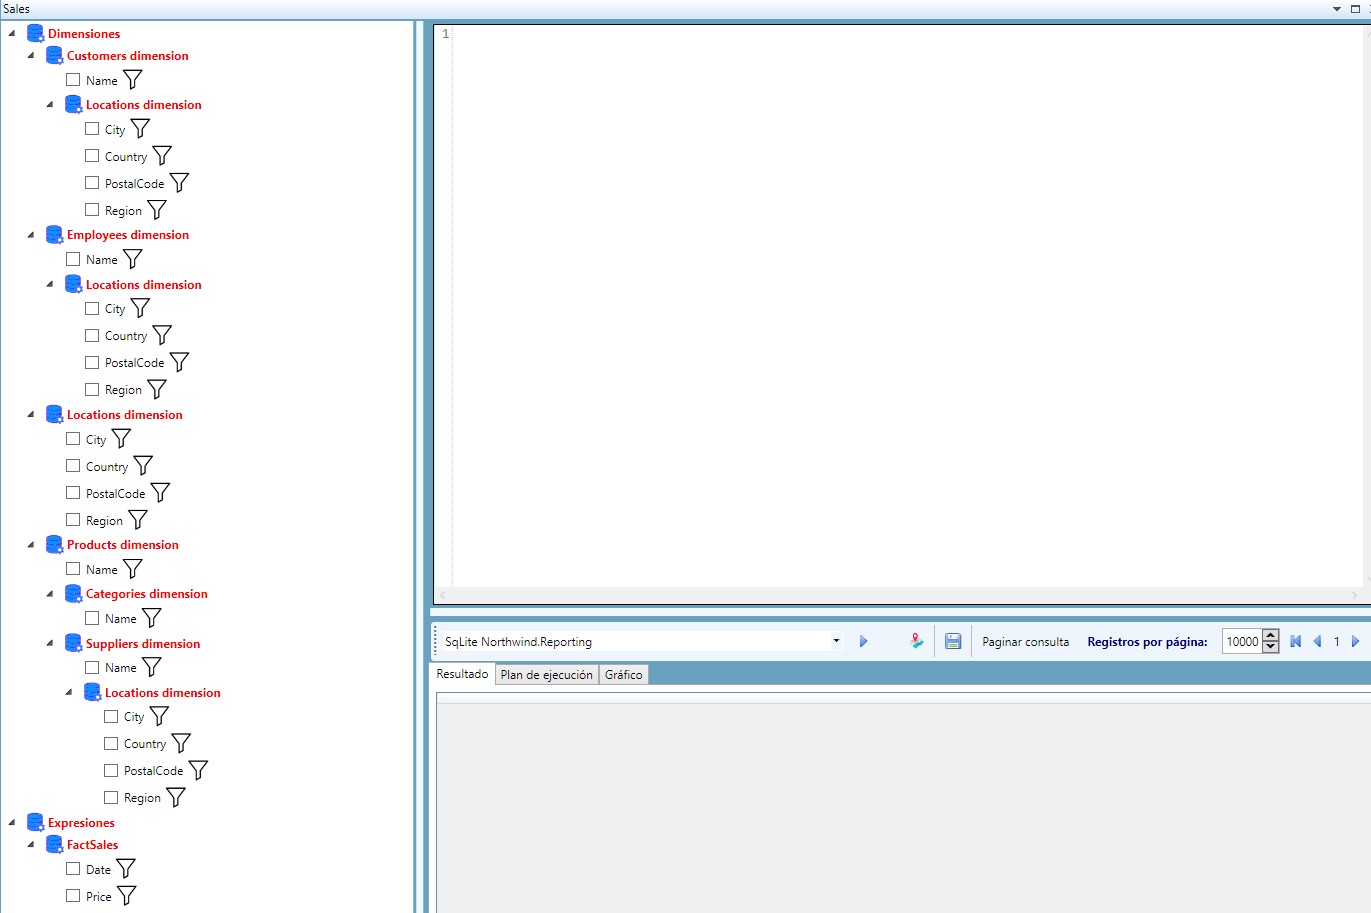 Sales
Dimensiones
Customers dimension
Name
Locations dimension
City
Country
PostalCode
Region
Employees dimension
Name
Locations dimension
City
Country
PostalCode
Region
Locations dimension
City
Country
PostalCode
Region
Products dimension
Name
Categories dimension
Name
Suppliers dimension
Name
Locations dimension
City
Country
PostalCode
Region
Expresiones
FactSales
Date
Price
1
SqLite Northwind.Reporting Paginar consulta Registros por página: 10000 1
Resultado Plan de ejecución Gráfico